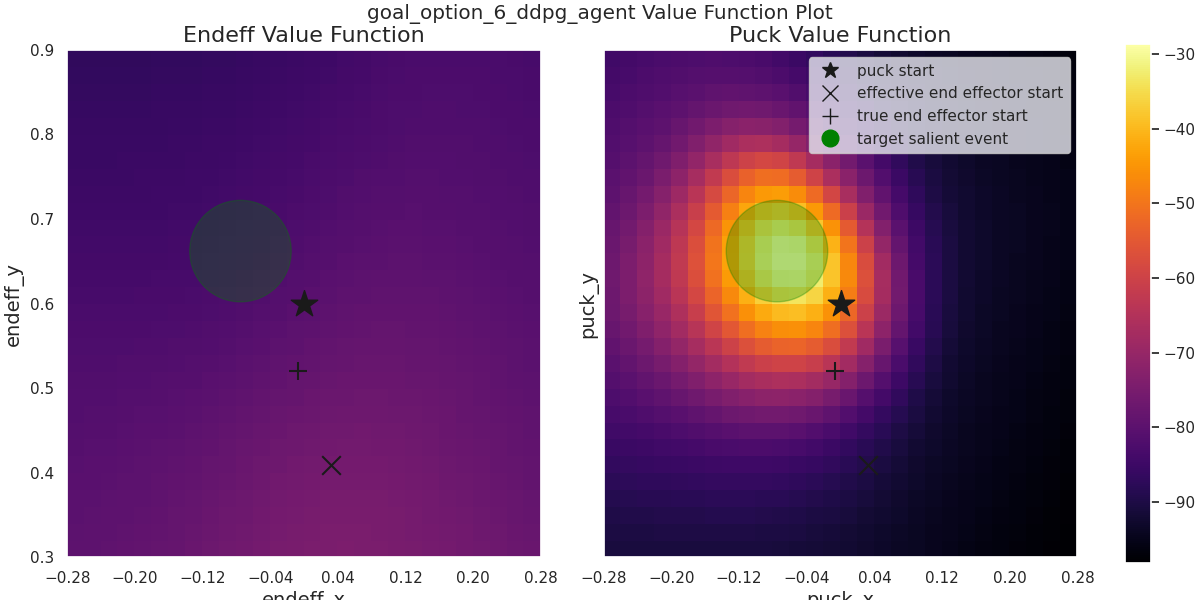 goal_option_6_ddpg_agent Value Function Plot
Endeff Value Function
Puck Value Function
0.9
0.8
0.7
0.6
0.5
0.4
0.3
endeff_y
−0.28 −0.20 −0.12 −0.04 0.04 0.12 0.20 0.28
endeff_x
puck start
effective end effector start
true end effector start
target salient event
puck_y
−0.28 −0.20 −0.12 −0.04 0.04 0.12 0.20 0.28
puck_x
−30
−40
−50
−60
−70
−80
−90